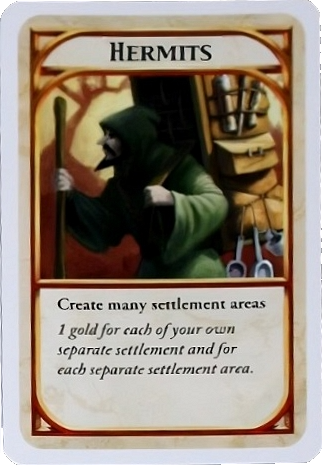 HERMITS
Create many settlement areas
1 gold for each of your own
separate settlement and for
each separate settlement area.